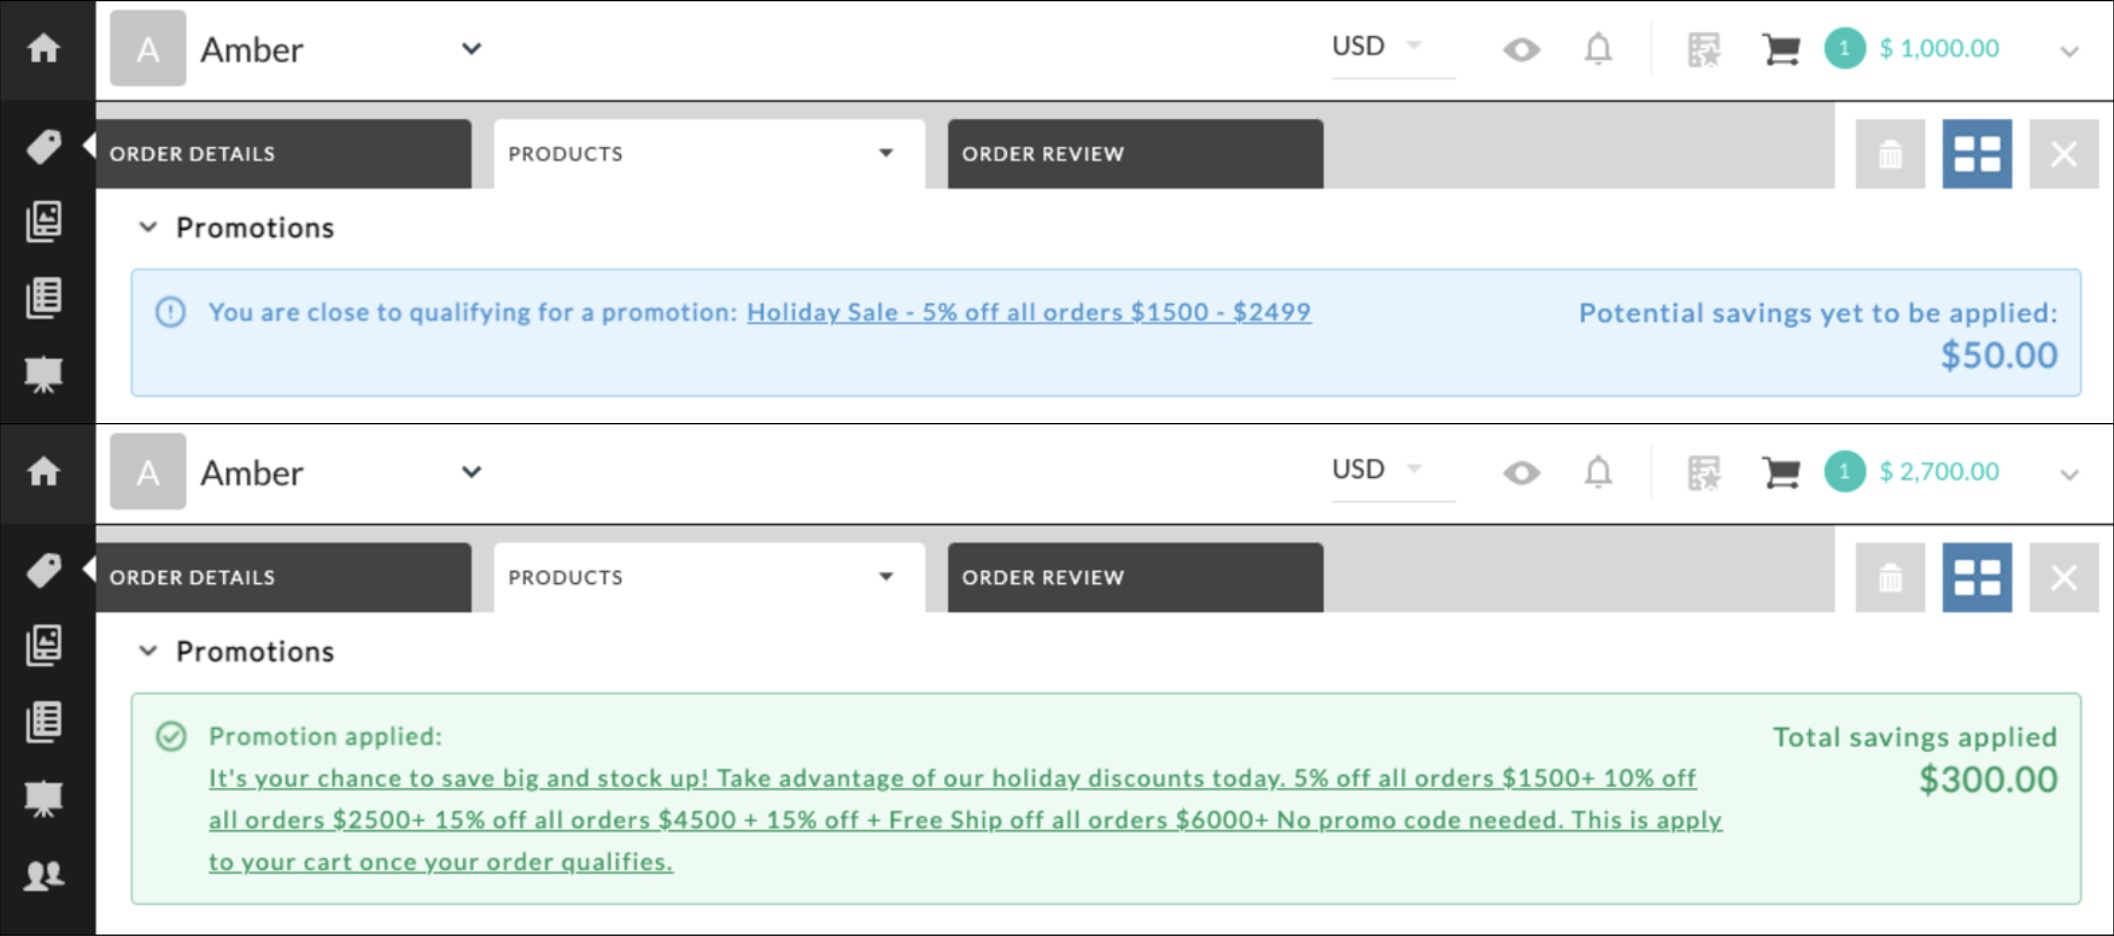 A Amber USD 1 $ 1,000.00
ORDER DETAILS PRODUCTS ORDER REVIEW
Promotions
You are close to qualifying for a promotion: Holiday Sale - 5% off all orders $1500 - $2499
Potential savings yet to be applied:
$50.00
A Amber USD 1 $ 2,700.00
ORDER DETAILS PRODUCTS ORDER REVIEW
Promotions
Promotion applied:
It's your chance to save big and stock up! Take advantage of our holiday discounts today. 5% off all orders $1500+ 10% off
all orders $2500+ 15% off all orders $4500 + 15% off + Free Ship off all orders $6000+ No promo code needed. This is apply
to your cart once your order qualifies.
Total savings applied
$300.00